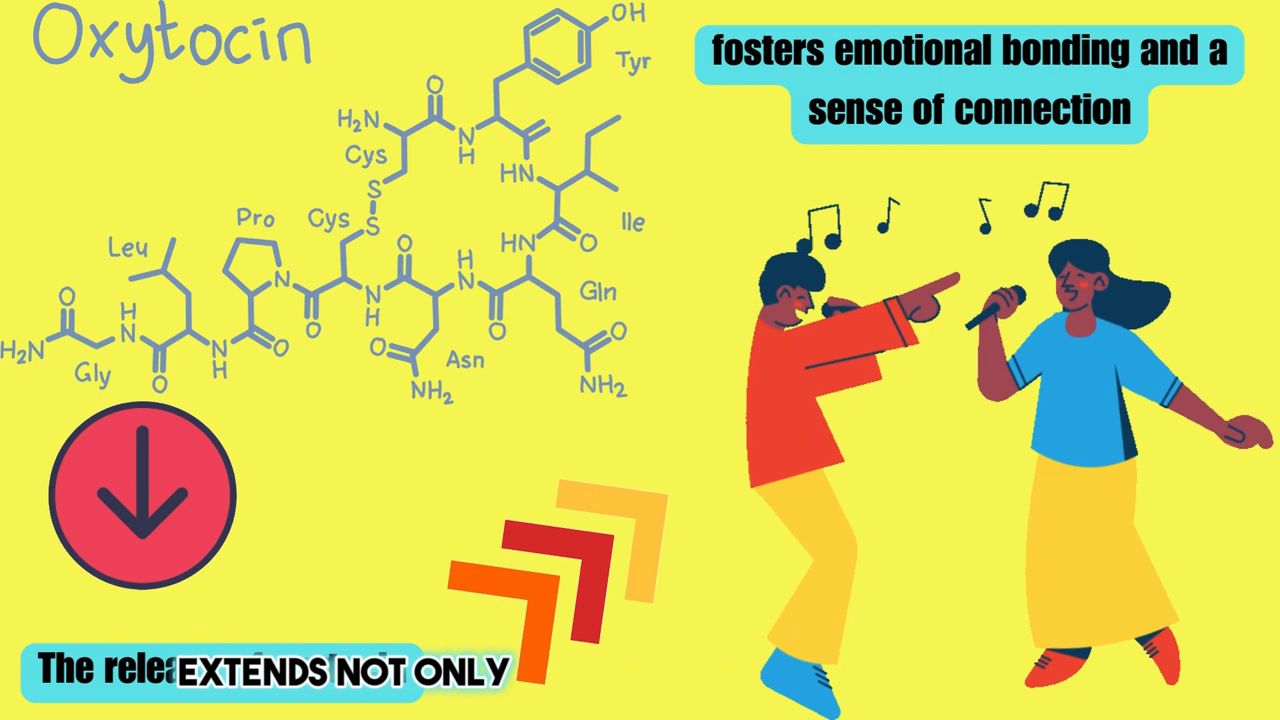 Oxytocin
OH
Tyr
O
H₂N
N
H
Cys
HN
S
S
Cys
Pro
Ile
HN
O
Leu
O
H
N
N
Gln
O
H
N
N
H
O
O
O
H₂N
Gly
O
N
H
O
O
Asn
NH₂
NH₂
fosters emotional bonding and a
sense of connection
The
EXTENDS NOT ONLY